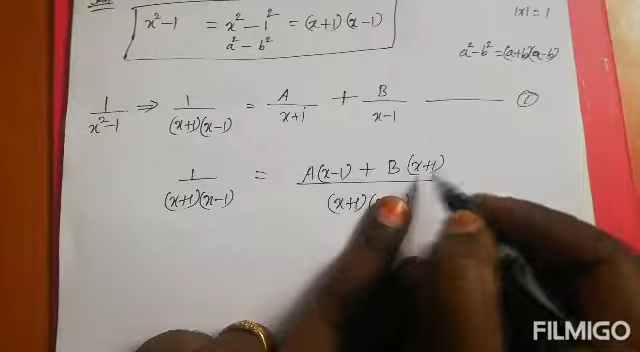 x² - 1 = x² - 1² = (x+1)(x-1)
a² - b²
|x| = 1
a² - b² = (a+b)(a-b)
1/(x²-1) ⇒ 1/((x+1)(x-1)) = A/(x+1) + B/(x-1) ——— ①
1/((x+1)(x-1)) = A(x-1) + B(x+1)
(x+1)(
FILMIGO